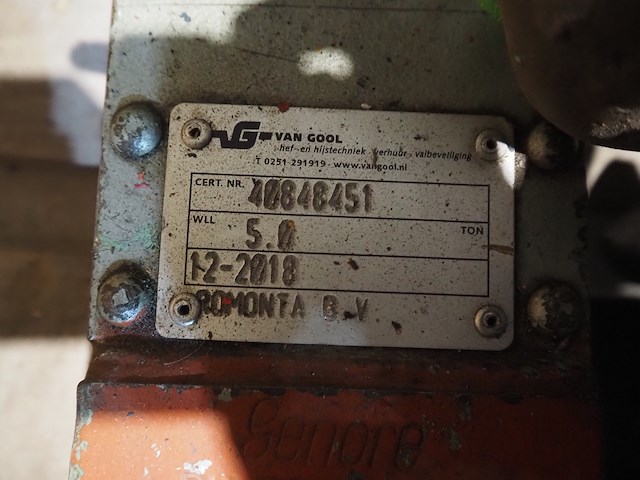 VG VAN GOOL
hef- en hijstechniek · verhuur · valbeveiliging
T 0251 291919 · www.vangool.nl
CERT. NR. 40848451
WLL 5.0 TON
12-2018
ROMONTA B.V